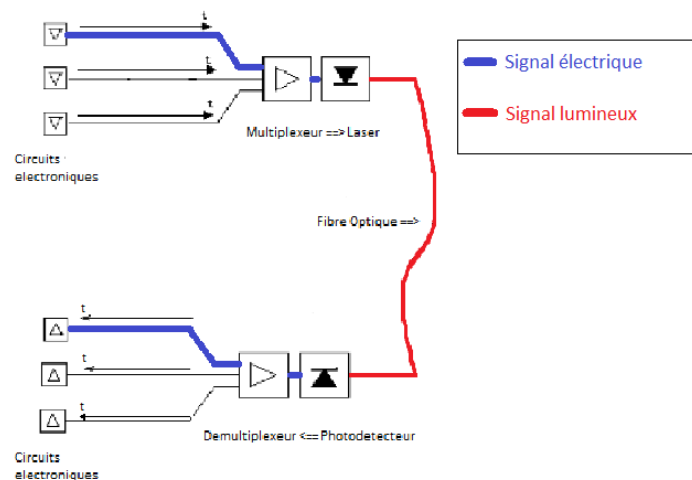 t
Signal électrique
t
Signal lumineux
t
Multiplexeur ==> Laser
Circuits
electroniques
Fibre Optique ==>
t
t
t
Demultiplexeur <== Photodetecteur
Circuits
electroniques